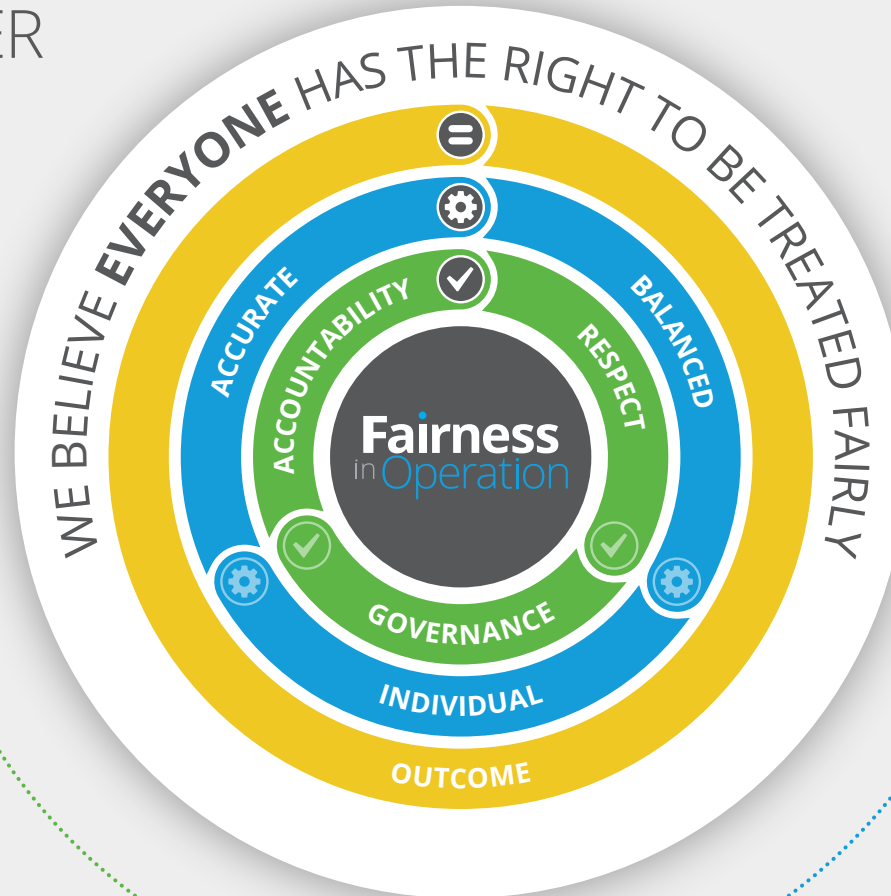 ER
WE BELIEVE EVERYONE HAS THE RIGHT TO BE TREATED FAIRLY
ACCURATE
BALANCED
ACCOUNTABILITY
RESPECT
Fairness
in Operation
GOVERNANCE
INDIVIDUAL
OUTCOME